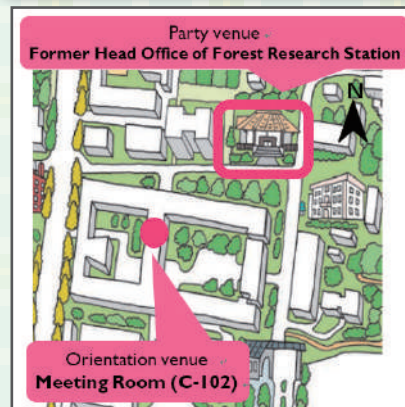 Party venue
Former Head Office of Forest Research Station
N
Orientation venue
Meeting Room (C-102)